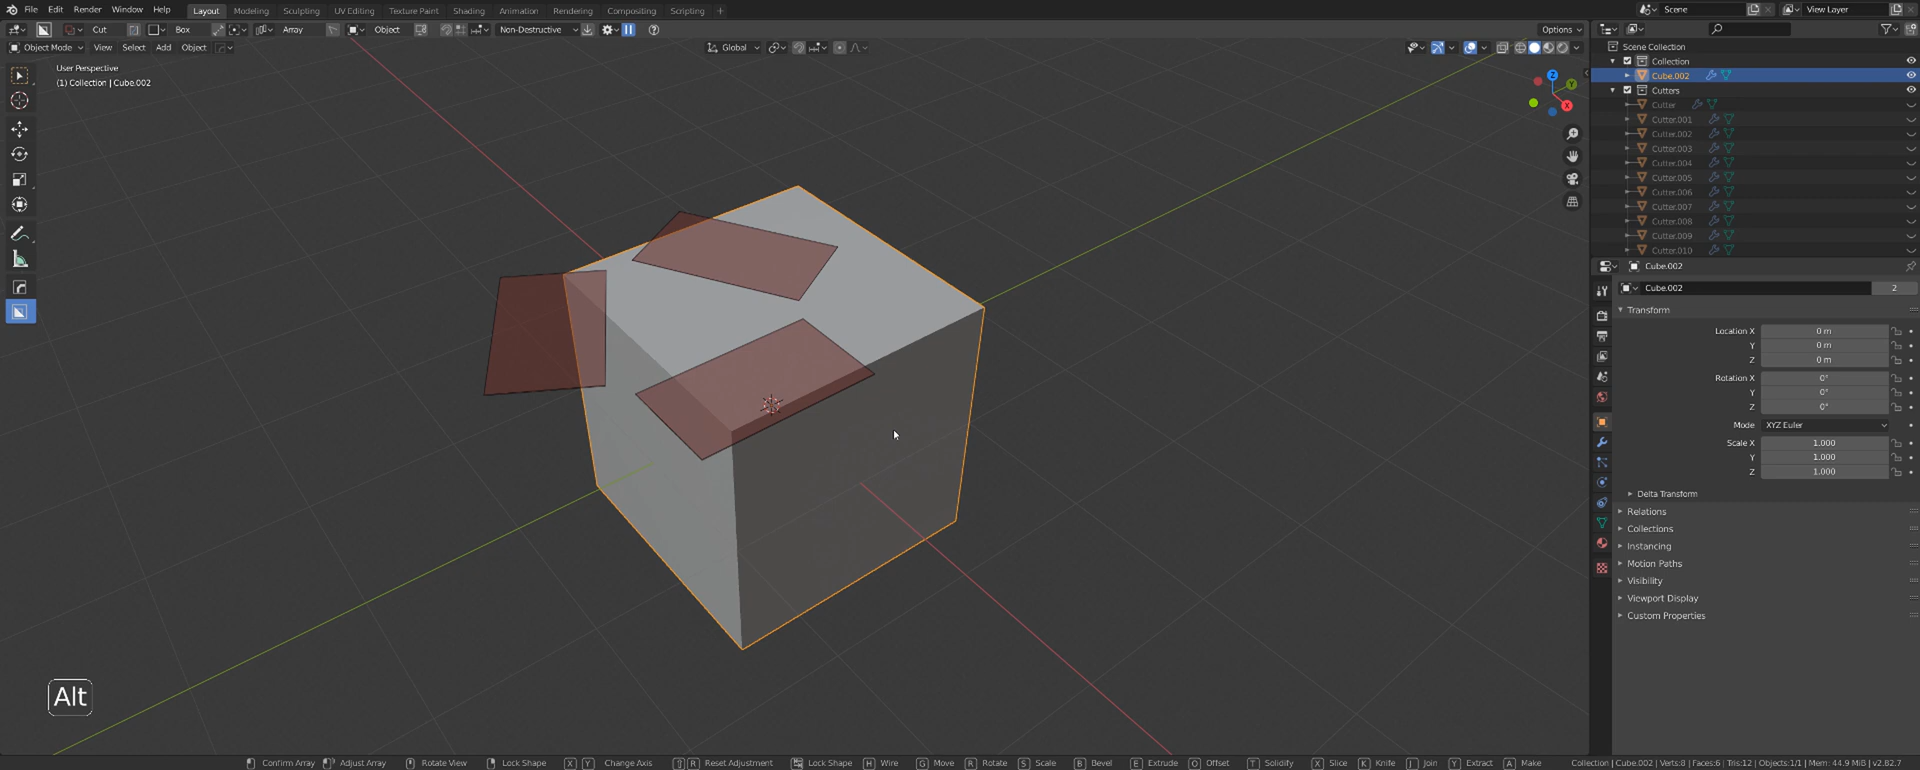 File Edit Render Window Help Layout Modeling Sculpting UV Editing Texture Paint Shading Animation Rendering Compositing Scripting + Scene View Layer
Cut Box Array Object Non-Destructive Options
Object Mode View Select Add Object Global
User Perspective
(1) Collection | Cube.002
Z
Y
X
Scene Collection
Collection
Cube.002
Cutters
Cutter
Cutter.001
Cutter.002
Cutter.003
Cutter.004
Cutter.005
Cutter.006
Cutter.007
Cutter.008
Cutter.009
Cutter.010
Cube.002
Cube.002 2
Transform
Location X 0 m
Y 0 m
Z 0 m
Rotation X 0°
Y 0°
Z 0°
Mode XYZ Euler
Scale X 1.000
Y 1.000
Z 1.000
Delta Transform
Relations
Collections
Instancing
Motion Paths
Visibility
Viewport Display
Custom Properties
Alt
Confirm Array Adjust Array Rotate View Lock Shape X Y Change Axis R Reset Adjustment Lock Shape H Wire G Move R Rotate S Scale B Bevel E Extrude O Offset T Solidify X Slice K Knife J Join Y Extract A Make Collection | Cube.002 | Verts:8 | Faces:6 | Tris:12 | Objects:1/1 | Mem: 44.9 MiB | v2.82.7